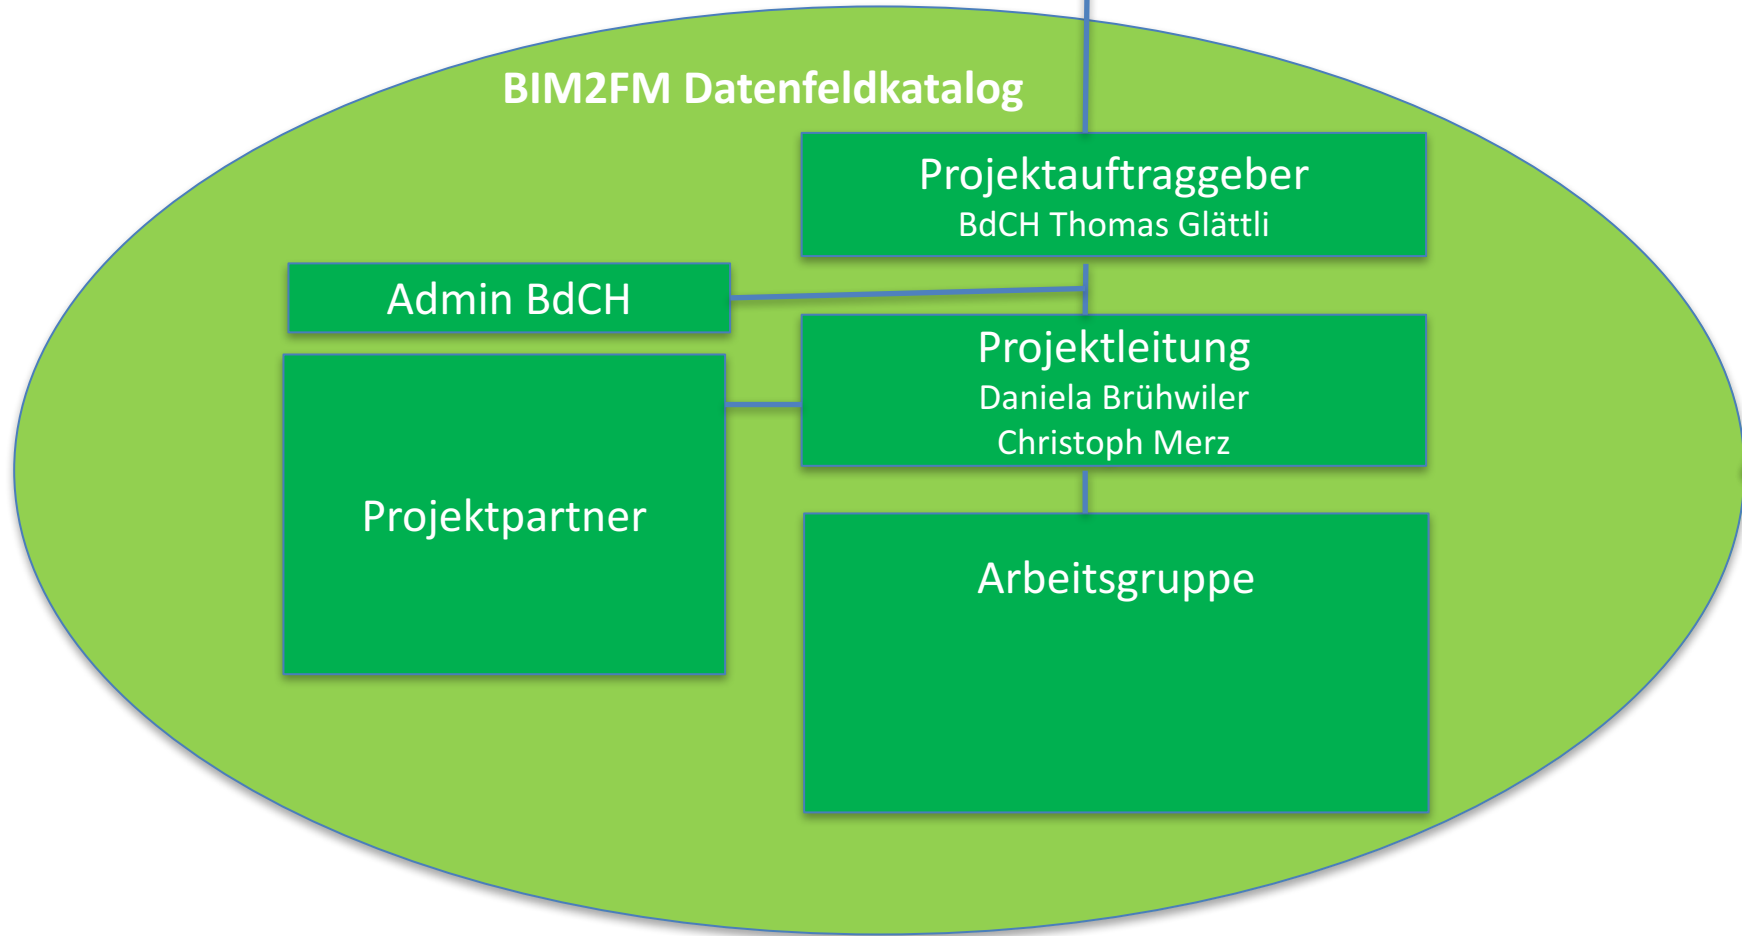 BIM2FM Datenfeldkatalog
Projektauftraggeber
BdCH Thomas Glättli
Admin BdCH
Projektleitung
Daniela Brühwiler
Christoph Merz
Projektpartner
Arbeitsgruppe